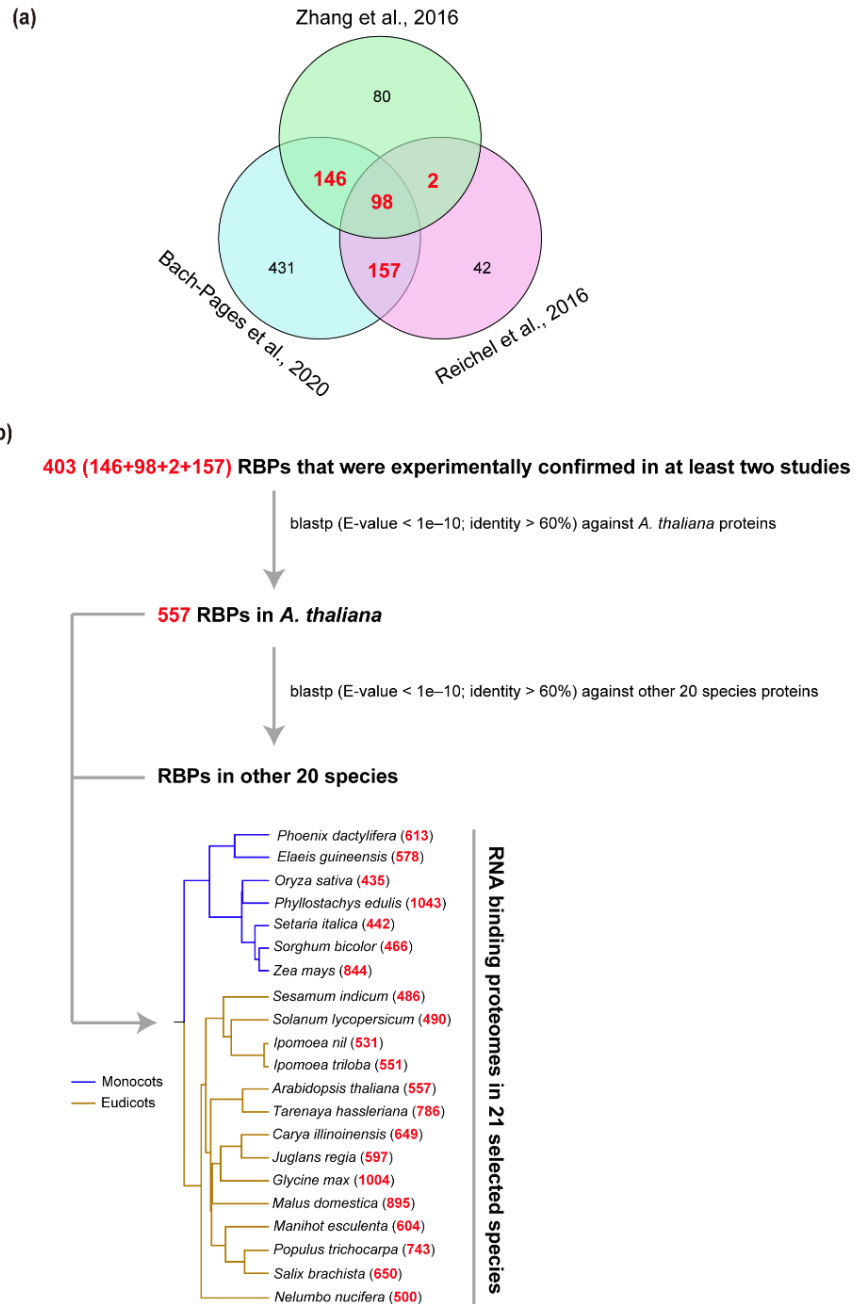 (a)
Zhang et al., 2016
80
146
2
98
431
157
42
Bach-Pages et al., 2020
Reichel et al., 2016
b)
403 (146+98+2+157) RBPs that were experimentally confirmed in at least two studies
blastp (E-value < 1e–10; identity > 60%) against A. thaliana proteins
557 RBPs in A. thaliana
blastp (E-value < 1e–10; identity > 60%) against other 20 species proteins
RBPs in other 20 species
Phoenix dactylifera (613)
Elaeis guineensis (578)
Oryza sativa (435)
Phyllostachys edulis (1043)
Setaria italica (442)
Sorghum bicolor (466)
Zea mays (844)
Sesamum indicum (486)
Solanum lycopersicum (490)
Ipomoea nil (531)
Ipomoea triloba (551)
Arabidopsis thaliana (557)
Tarenaya hassleriana (786)
Carya illinoinensis (649)
Juglans regia (597)
Glycine max (1004)
Malus domestica (895)
Manihot esculenta (604)
Populus trichocarpa (743)
Salix brachista (650)
Nelumbo nucifera (500)
Monocots
Eudicots
RNA binding proteomes in 21 selected species